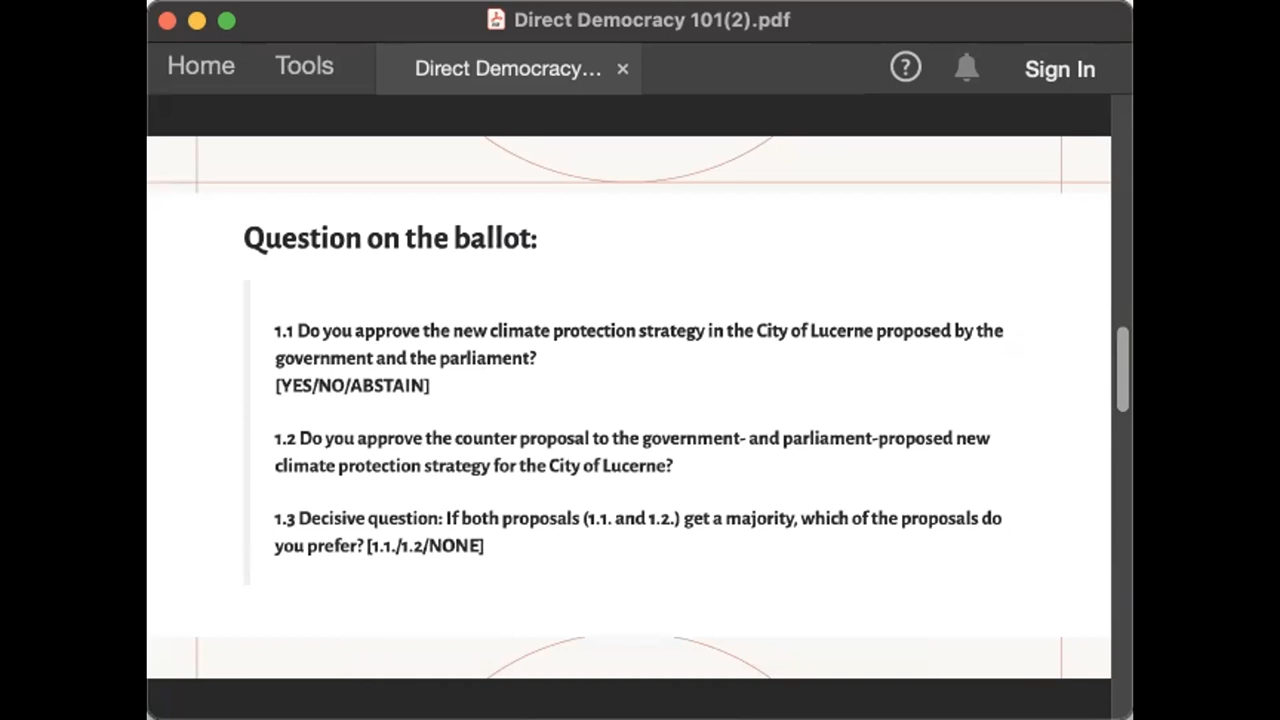 Direct Democracy 101(2).pdf
Home Tools Direct Democracy... × ? Sign In
Question on the ballot:
1.1 Do you approve the new climate protection strategy in the City of Lucerne proposed by the
government and the parliament?
[YES/NO/ABSTAIN]
1.2 Do you approve the counter proposal to the government- and parliament-proposed new
climate protection strategy for the City of Lucerne?
1.3 Decisive question: If both proposals (1.1. and 1.2.) get a majority, which of the proposals do
you prefer? [1.1./1.2/NONE]